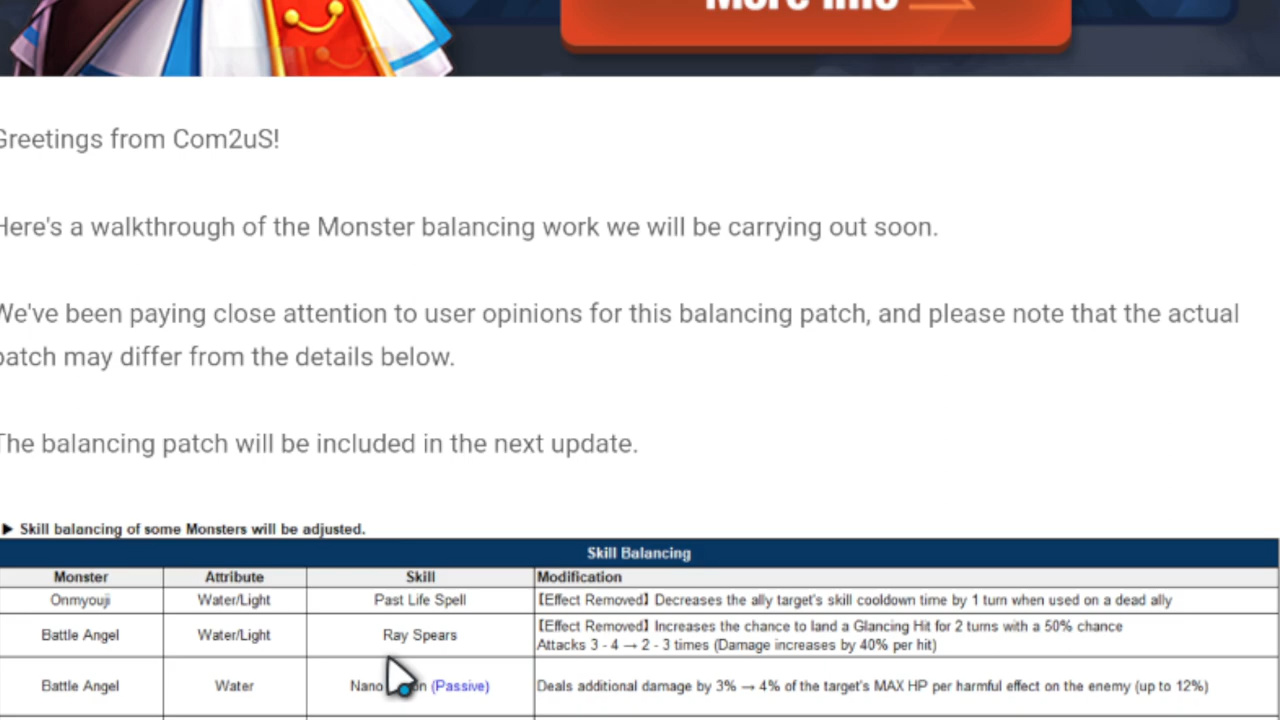 More Info
Greetings from Com2uS!
Here's a walkthrough of the Monster balancing work we will be carrying out soon.
We've been paying close attention to user opinions for this balancing patch, and please note that the actual
patch may differ from the details below.
The balancing patch will be included in the next update.
▶ Skill balancing of some Monsters will be adjusted.
Skill Balancing
Monster Attribute Skill Modification
Onmyouji Water/Light Past Life Spell 【Effect Removed】 Decreases the ally target's skill cooldown time by 1 turn when used on a dead ally
Battle Angel Water/Light Ray Spears 【Effect Removed】 Increases the chance to land a Glancing Hit for 2 turns with a 50% chance
Attacks 3 - 4 → 2 - 3 times (Damage increases by 40% per hit)
Battle Angel Water Nano (Passive) Deals additional damage by 3% → 4% of the target's MAX HP per harmful effect on the enemy (up to 12%)